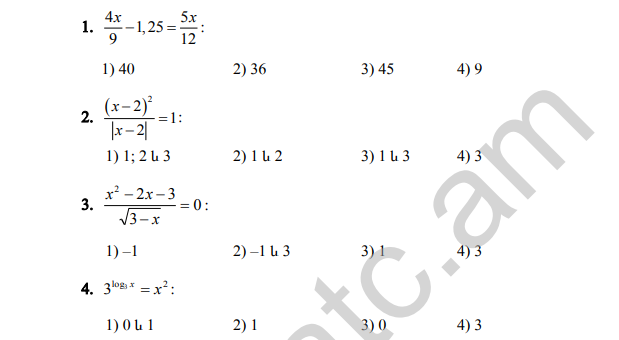 1. 4x/9 − 1,25 = 5x/12 :
1) 40 2) 36 3) 45 4) 9
2. (x − 2)² / |x − 2| = 1 :
1) 1; 2 և 3 2) 1 և 2 3) 1 և 3 4) 3
3. x² − 2x − 3 / √(3 − x) = 0 :
1) –1 2) –1 և 3 3) 1 4) 3
4. 3^(log₃ x) = x² :
1) 0 և 1 2) 1 3) 0 4) 3
atc.am